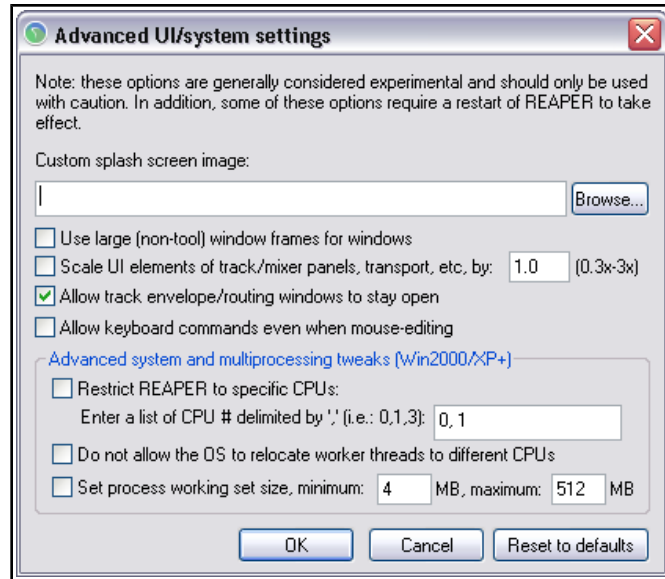 Advanced UI/system settings
Note: these options are generally considered experimental and should only be used
with caution. In addition, some of these options require a restart of REAPER to take
effect.
Custom splash screen image:
Browse...
Use large (non-tool) window frames for windows
Scale UI elements of track/mixer panels, transport, etc, by: 1.0 (0.3x-3x)
Allow track envelope/routing windows to stay open
Allow keyboard commands even when mouse-editing
Advanced system and multiprocessing tweaks (Win2000/XP+)
Restrict REAPER to specific CPUs:
Enter a list of CPU # delimited by ',' (i.e.: 0,1,3): 0, 1
Do not allow the OS to relocate worker threads to different CPUs
Set process working set size, minimum: 4 MB, maximum: 512 MB
OK Cancel Reset to defaults